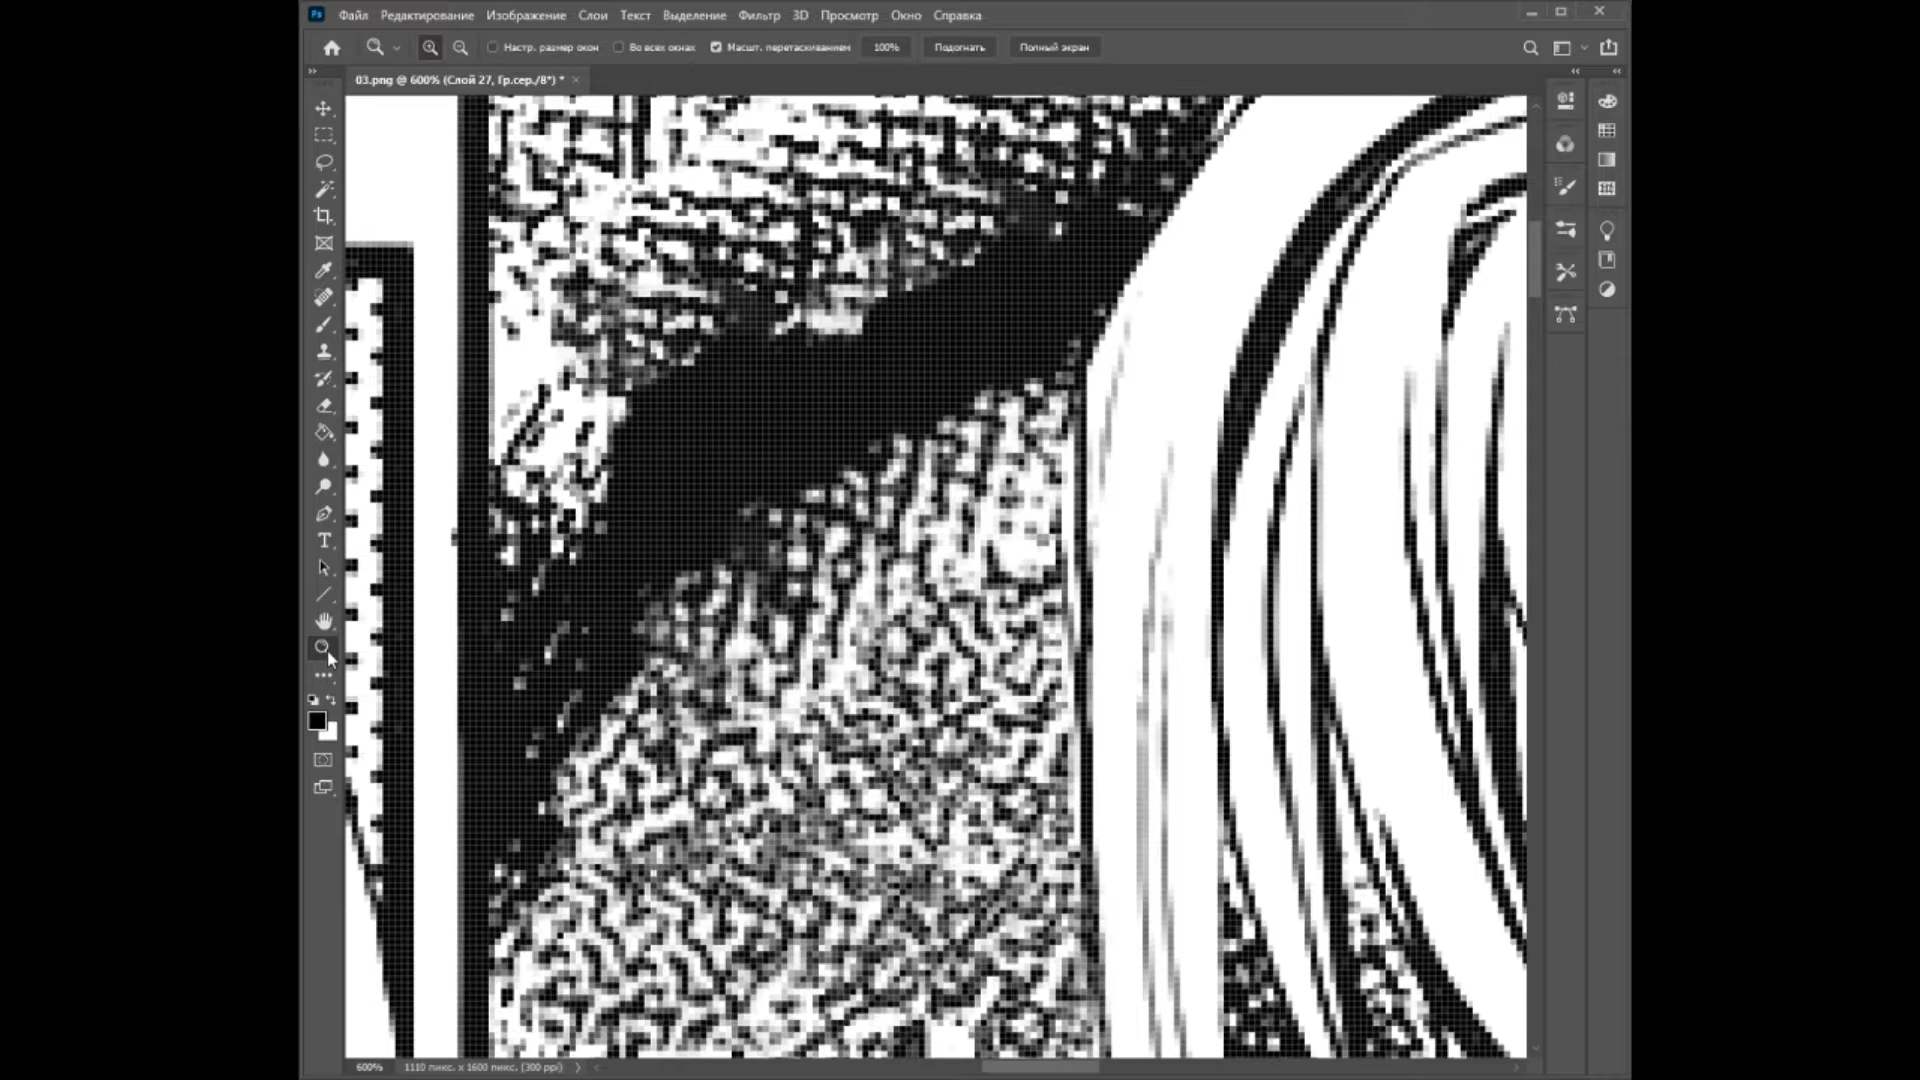 Ps Файл Редактирование Изображение Слои Текст Выделение Фильтр 3D Просмотр Окно Справка
Настр. размер окон Во всех окнах Масшт. перетаскиванием 100% Подогнать Полный экран
03.png @ 600% (Слой 27, Гр.сер./8*) *
600% 1110 пикс. x 1600 пикс. (300 ppi)